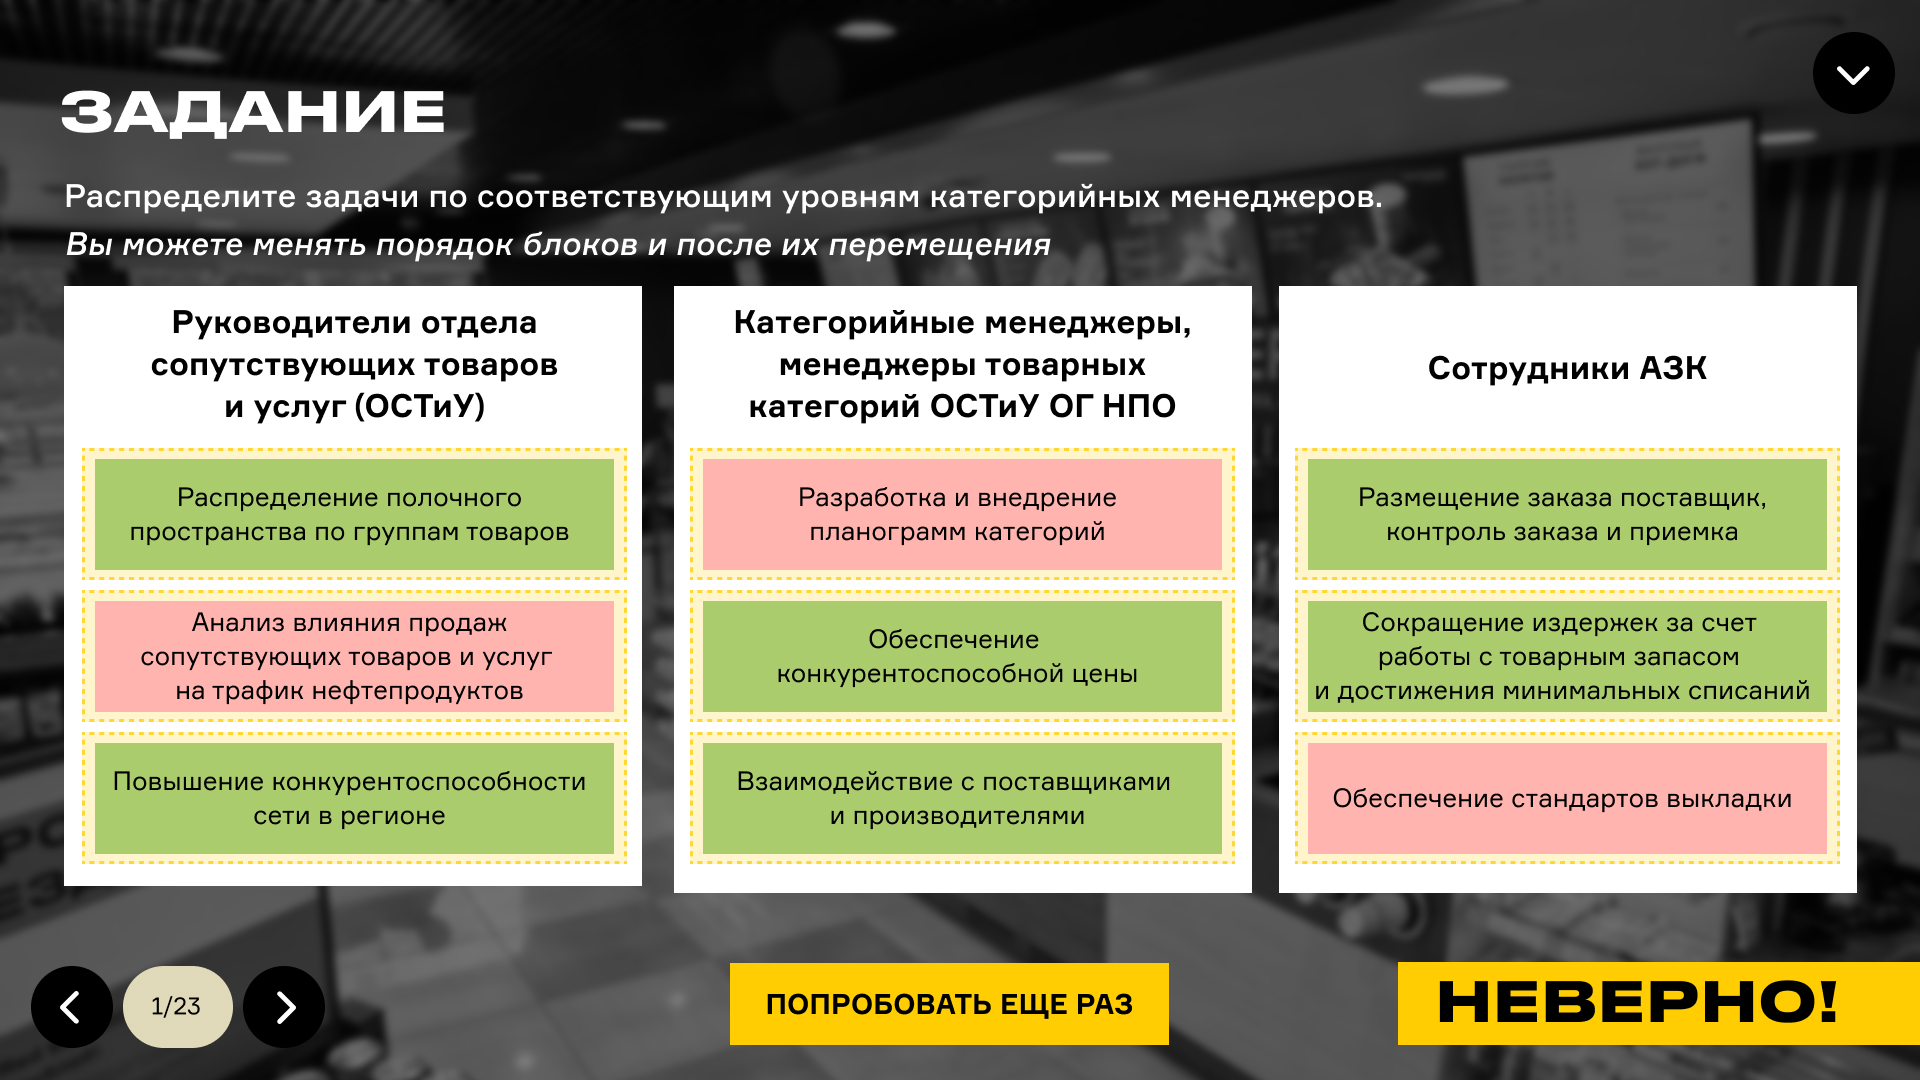 ЗАДАНИЕ
Распределите задачи по соответствующим уровням категорийных менеджеров.
Вы можете менять порядок блоков и после их перемещения
Руководители отдела
сопутствующих товаров
и услуг (ОСТиУ)
Распределение полочного
пространства по группам товаров
Анализ влияния продаж
сопутствующих товаров и услуг
на трафик нефтепродуктов
Повышение конкурентоспособности
сети в регионе
Категорийные менеджеры,
менеджеры товарных
категорий ОСТиУ ОГ НПО
Разработка и внедрение
планограмм категорий
Обеспечение
конкурентоспособной цены
Взаимодействие с поставщиками
и производителями
Сотрудники АЗК
Размещение заказа поставщик,
контроль заказа и приемка
Сокращение издержек за счет
работы с товарным запасом
и достижения минимальных списаний
Обеспечение стандартов выкладки
1/23
ПОПРОБОВАТЬ ЕЩЕ РАЗ
НЕВЕРНО!